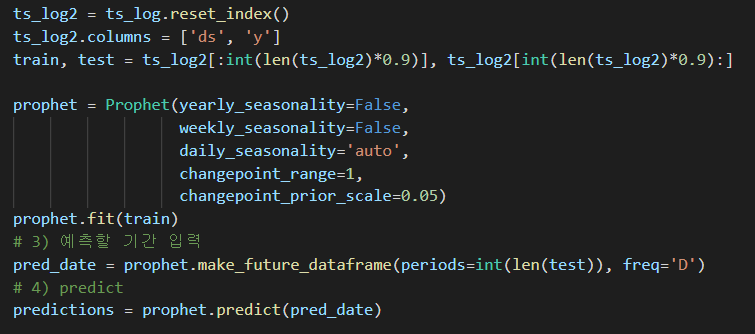 ts_log2 = ts_log.reset_index()
ts_log2.columns = ['ds', 'y']
train, test = ts_log2[:int(len(ts_log2)*0.9)], ts_log2[int(len(ts_log2)*0.9):]
prophet = Prophet(yearly_seasonality=False,
weekly_seasonality=False,
daily_seasonality='auto',
changepoint_range=1,
changepoint_prior_scale=0.05)
prophet.fit(train)
# 3) 예측할 기간 입력
pred_date = prophet.make_future_dataframe(periods=int(len(test)), freq='D')
# 4) predict
predictions = prophet.predict(pred_date)